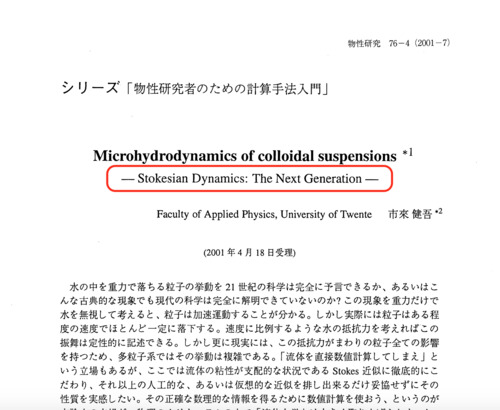 物性研究 76-4 (2001-7)
シリーズ「物性研究者のための計算手法入門」
Microhydrodynamics of colloidal suspensions *1
— Stokesian Dynamics: The Next Generation —
Faculty of Applied Physics, University of Twente 市來 健吾 *2
(2001 年 4 月 18 日受理)
水の中を重力で落ちる粒子の挙動を 21 世紀の科学は完全に予言できるか、あるいはこ
んな古典的な現象でも現代の科学は完全に解明できていないのか? この現象を重力だけで
水を無視して考えると、粒子は加速運動することが分かる。しかし実際には粒子はある程
度の速度でほとんど一定に落下する。速度に比例するような水の抵抗力を考えればこの
振舞は定性的に記述できる。しかし更に現実には、この抵抗力がまわりの粒子全ての影響
を持つため、多粒子系ではその挙動は複雑である。「流体を直接数値計算してしまえ」と
いう立場もあるが、ここでは流体の粘性が支配的な状況である Stokes 近似に徹底的にこ
だわり、それ以上の人工的な、あるいは仮想的な近似を排し出来るだけ妥協せずにその
性質を実感したい。その正確な数理的な情報を得るために数値計算を使おう、というのが